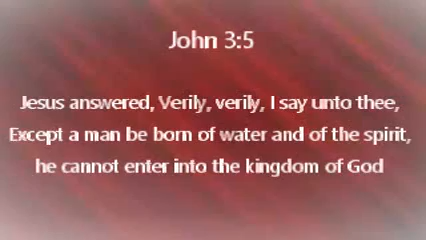 John 3:5
Jesus answered, Verily, verily, I say unto thee,
Except a man be born of water and of the spirit,
he cannot enter into the kingdom of God